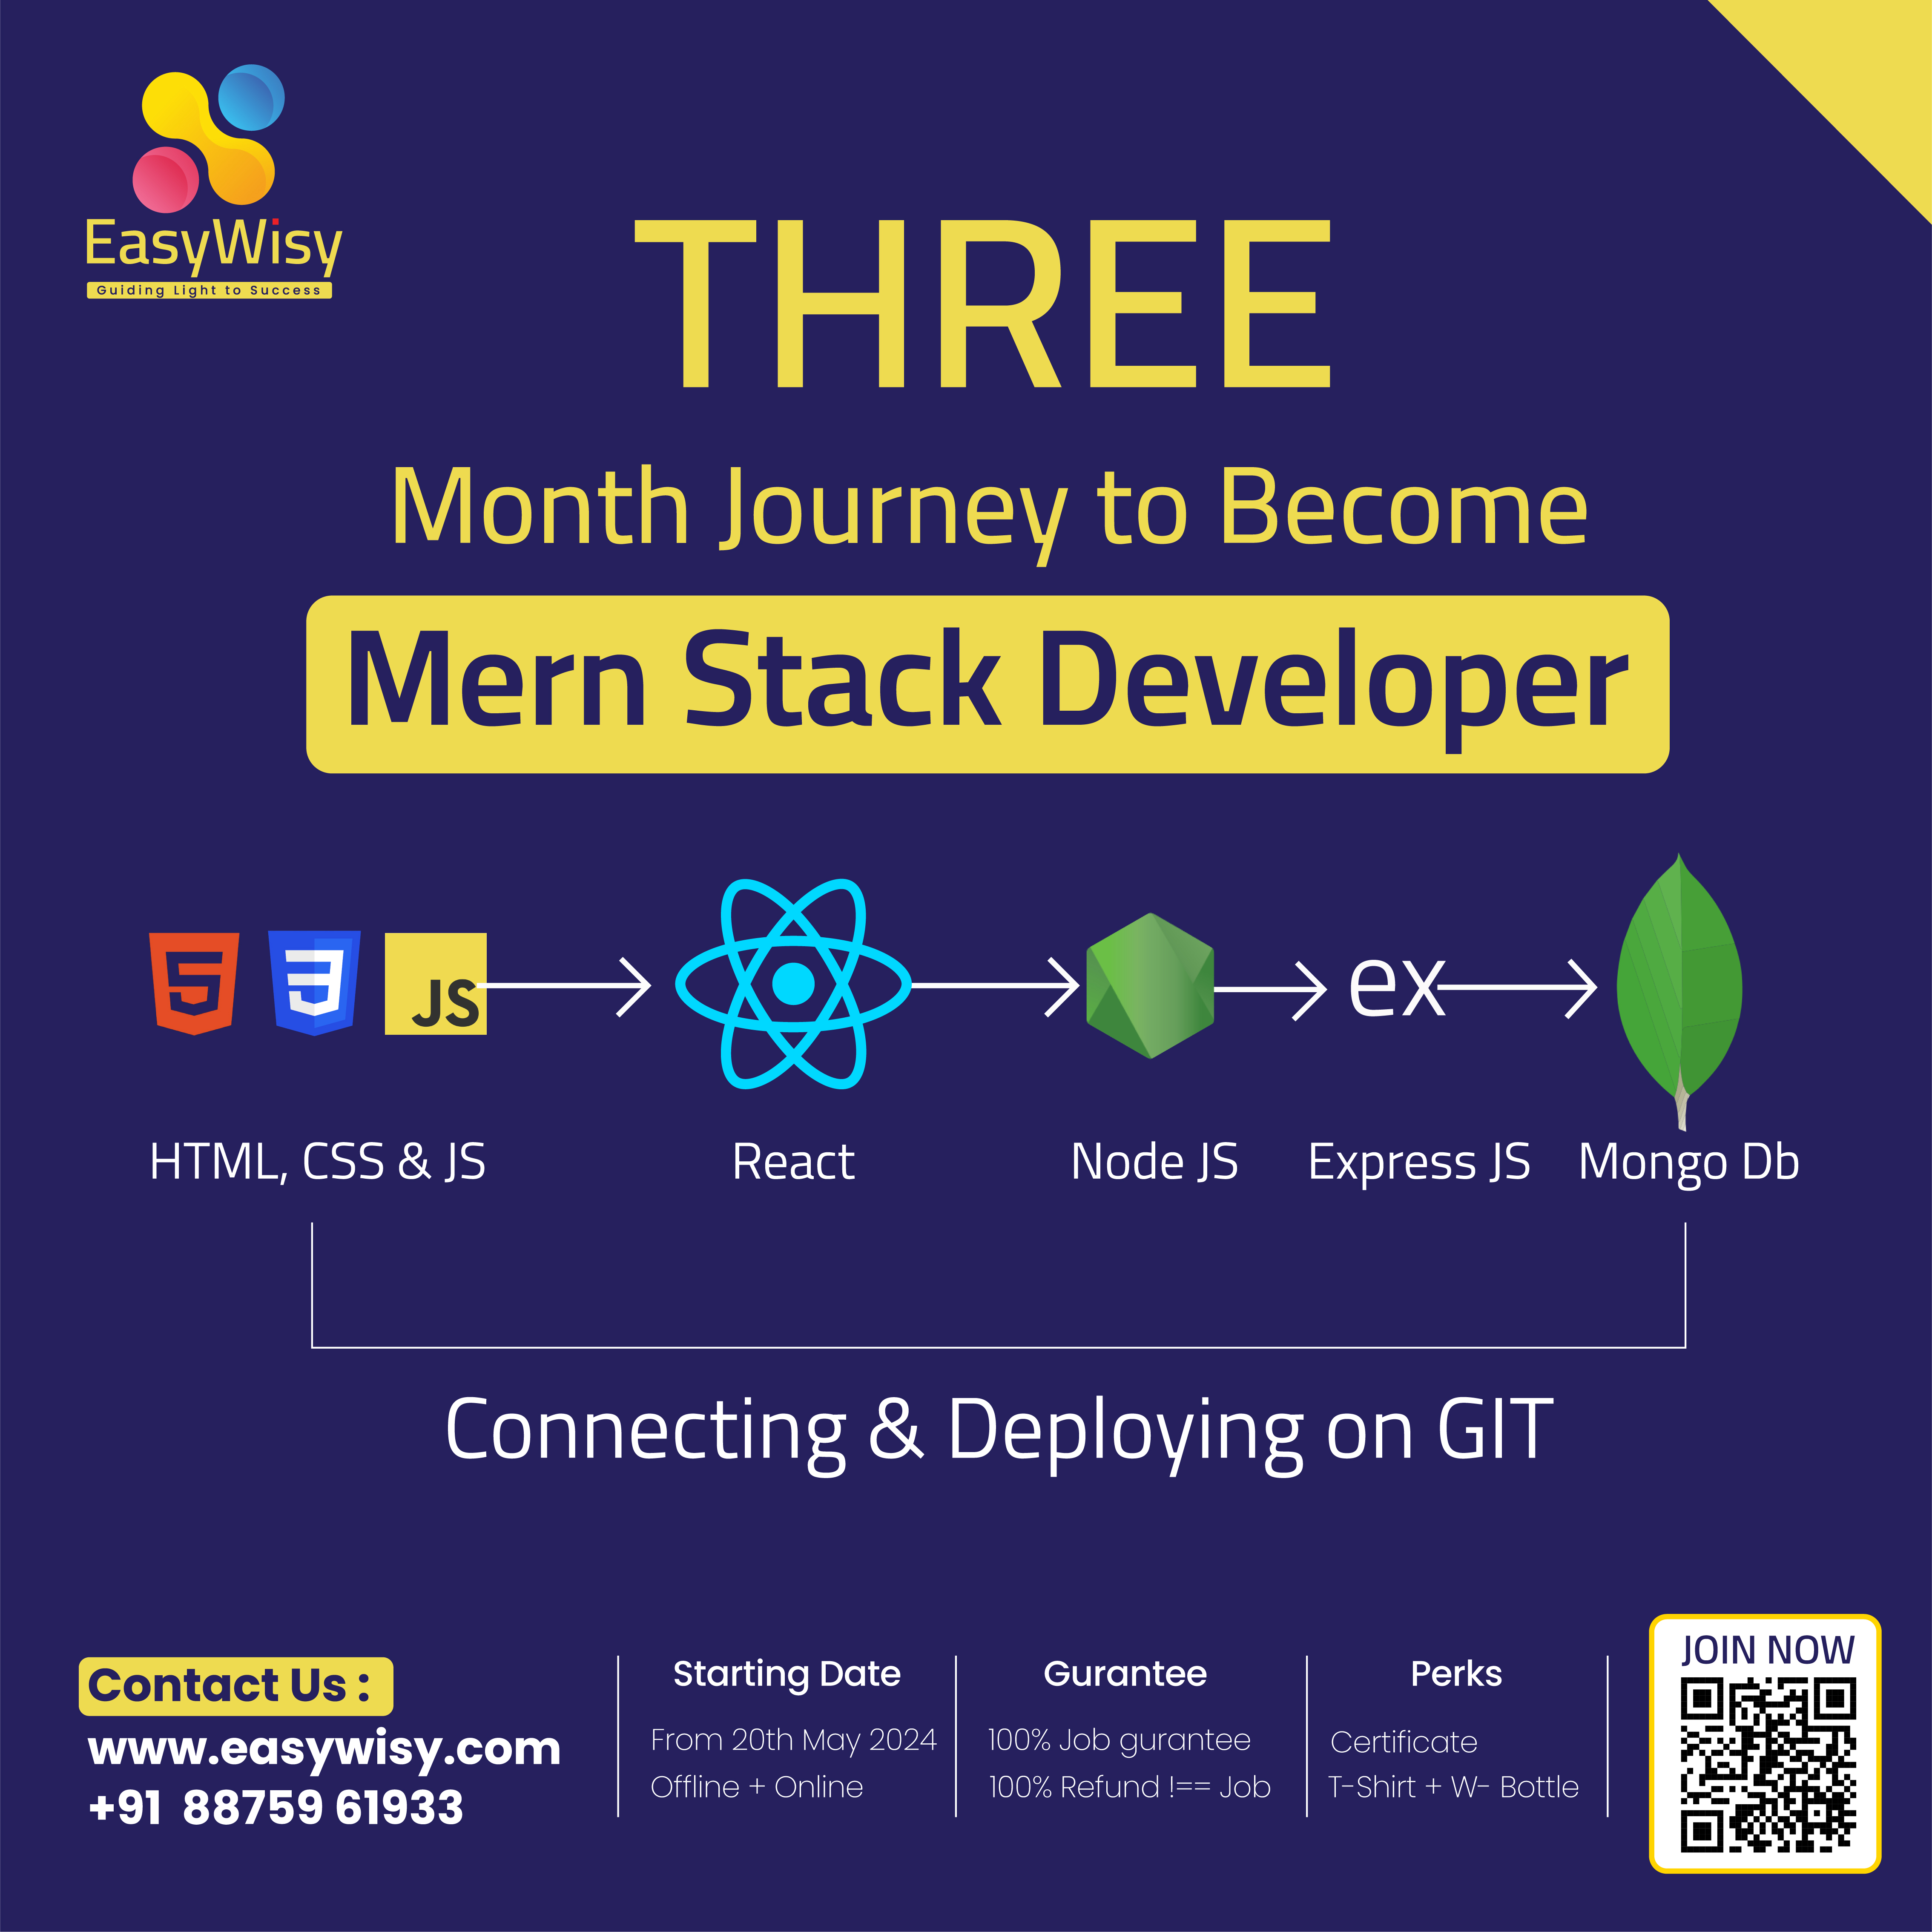 EasyWisy
Guiding Light to Success
THREE
Month Journey to Become
Mern Stack Developer
JS
ex
HTML, CSS & JS
React
Node JS
Express JS
Mongo Db
Connecting & Deploying on GIT
Contact Us :
www.easywisy.com
+91 88759 61933
Starting Date
From 20th May 2024
Offline + Online
Gurantee
100% Job gurantee
100% Refund !== Job
Perks
Certificate
T-Shirt + W- Bottle
JOIN NOW